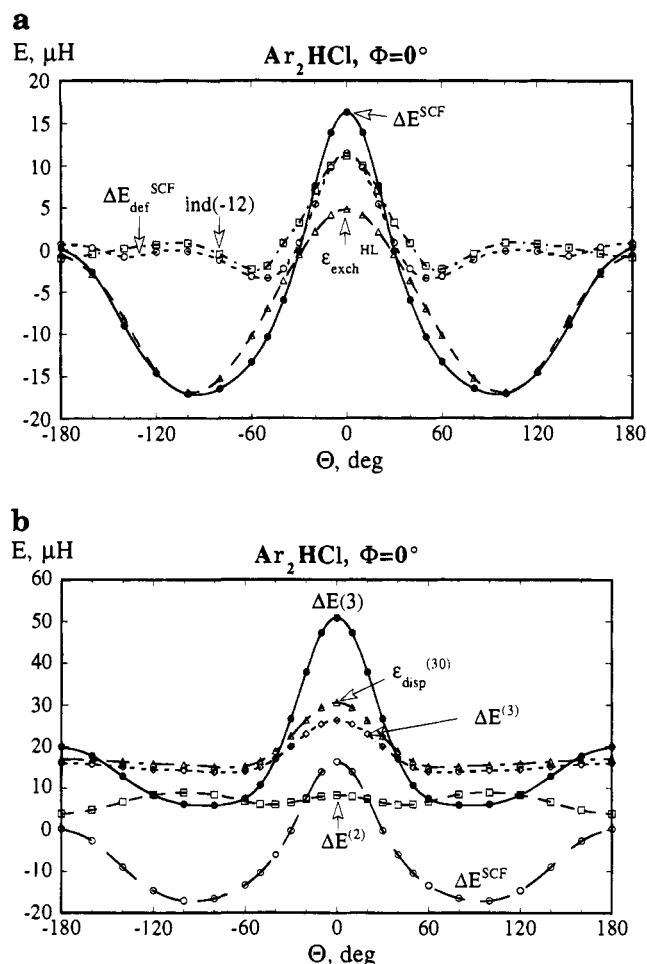 a
E, μH
Ar₂HCl, Φ=0°
20
15
10
5
0
-5
-10
-15
-20
ΔE^SCF
ΔE_def^SCF
ind(-12)
ε_exch^HL
-180 -120 -60 0 60 120 180
Θ, deg
b
E, μH
Ar₂HCl, Φ=0°
60
50
40
30
20
10
0
-10
-20
ΔE(3)
ε_disp^(30)
ΔE^(3)
ΔE^(2)
ΔE^SCF
-180 -120 -60 0 60 120 180
Θ, deg